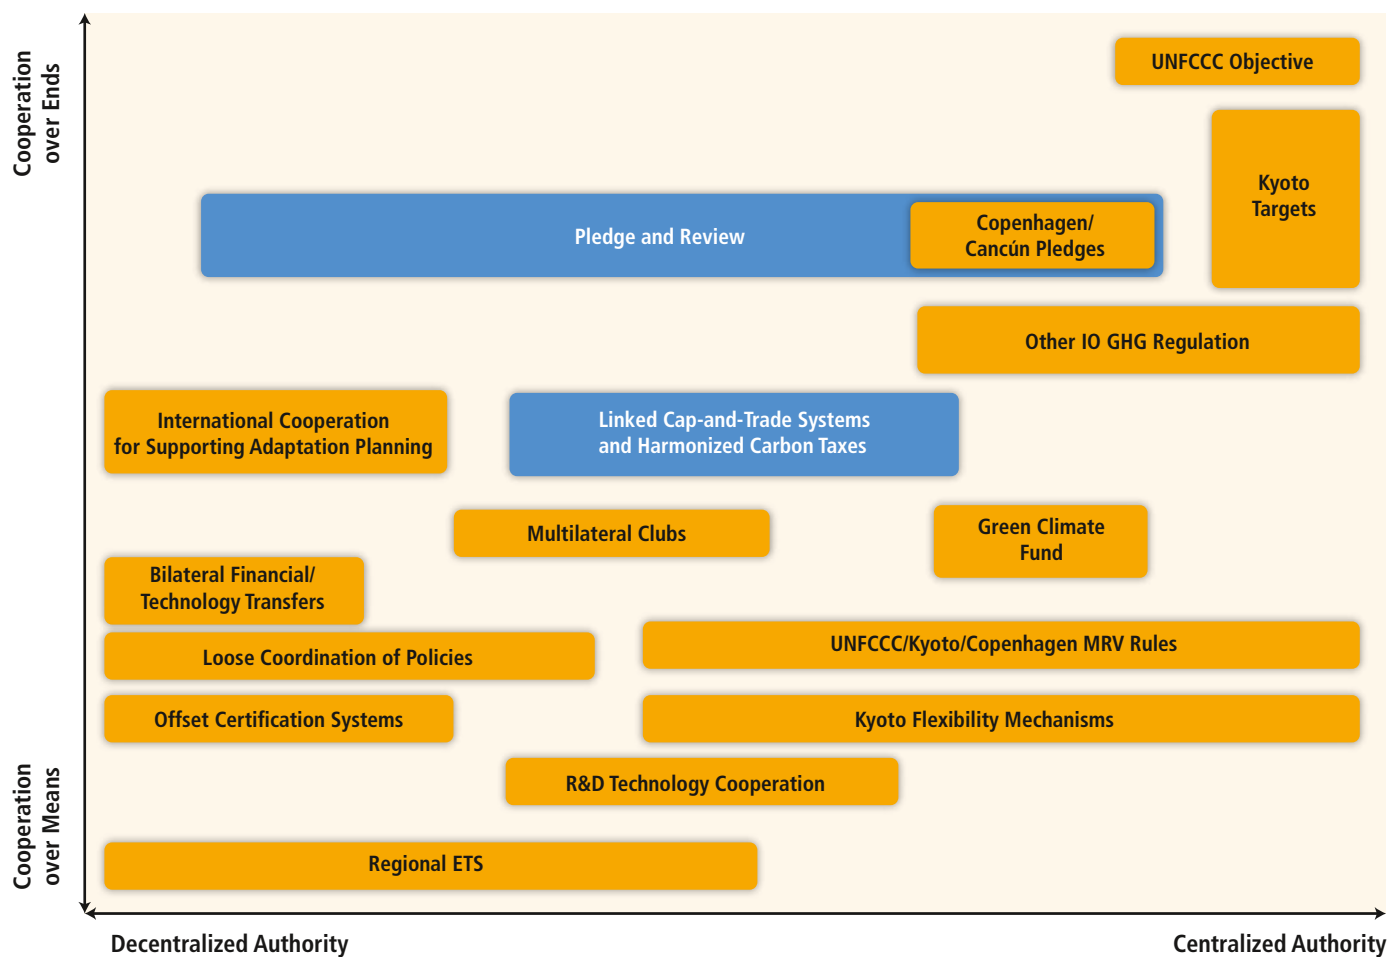 Cooperation
over Ends
UNFCCC Objective
Kyoto
Targets
Pledge and Review
Copenhagen/
Cancún Pledges
Other IO GHG Regulation
International Cooperation
for Supporting Adaptation Planning
Linked Cap-and-Trade Systems
and Harmonized Carbon Taxes
Multilateral Clubs
Green Climate
Fund
Bilateral Financial/
Technology Transfers
Loose Coordination of Policies
UNFCCC/Kyoto/Copenhagen MRV Rules
Offset Certification Systems
Kyoto Flexibility Mechanisms
R&D Technology Cooperation
Cooperation
over Means
Regional ETS
Decentralized Authority
Centralized Authority